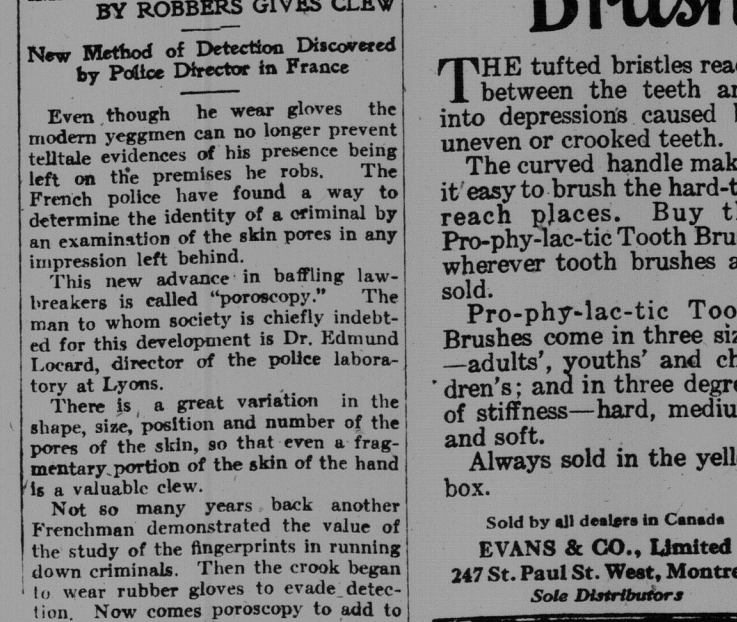 BY ROBBERS GIVES CLEW
New Method of Detection Discovered
by Police Director in France
Even though he wear gloves the
modern yeggmen can no longer prevent
telltale evidences of his presence being
left on the premises he robs. The
French police have found a way to
determine the identity of a criminal by
an examination of the skin pores in any
impression left behind.
This new advance in baffling law-
breakers is called "poroscopy." The
man to whom society is chiefly indebt-
ed for this development is Dr. Edmund
Locard, director of the police labora-
tory at Lyons.
There is a great variation in the
shape, size, position and number of the
pores of the skin, so that even a frag-
mentary portion of the skin of the hand
is a valuable clew.
Not so many years back another
Frenchman demonstrated the value of
the study of the fingerprints in running
down criminals. Then the crook began
to wear rubber gloves to evade detec-
tion. Now comes poroscopy to add to
THE tufted bristles
between the teeth
into depressions caused
uneven or crooked teeth.
The curved handle
it easy to brush the
reach places. Buy
Pro-phy-lac-tic Tooth
wherever tooth brushes
sold.
Pro-phy-lac-tic
Brushes come in three
—adults', youths' and
dren's; and in three
of stiffness—hard,
and soft.
Always sold in the
box.
Sold by all dealers in Canada
EVANS & CO., Limited
247 St. Paul St. West,
Sole Distributors